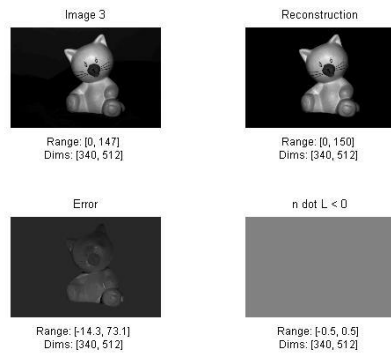 Image 3
Range: [0, 147]
Dims: [340, 512]
Reconstruction
Range: [0, 150]
Dims: [340, 512]
Error
Range: [-14.3, 73.1]
Dims: [340, 512]
n dot L < 0
Range: [-0.5, 0.5]
Dims: [340, 512]